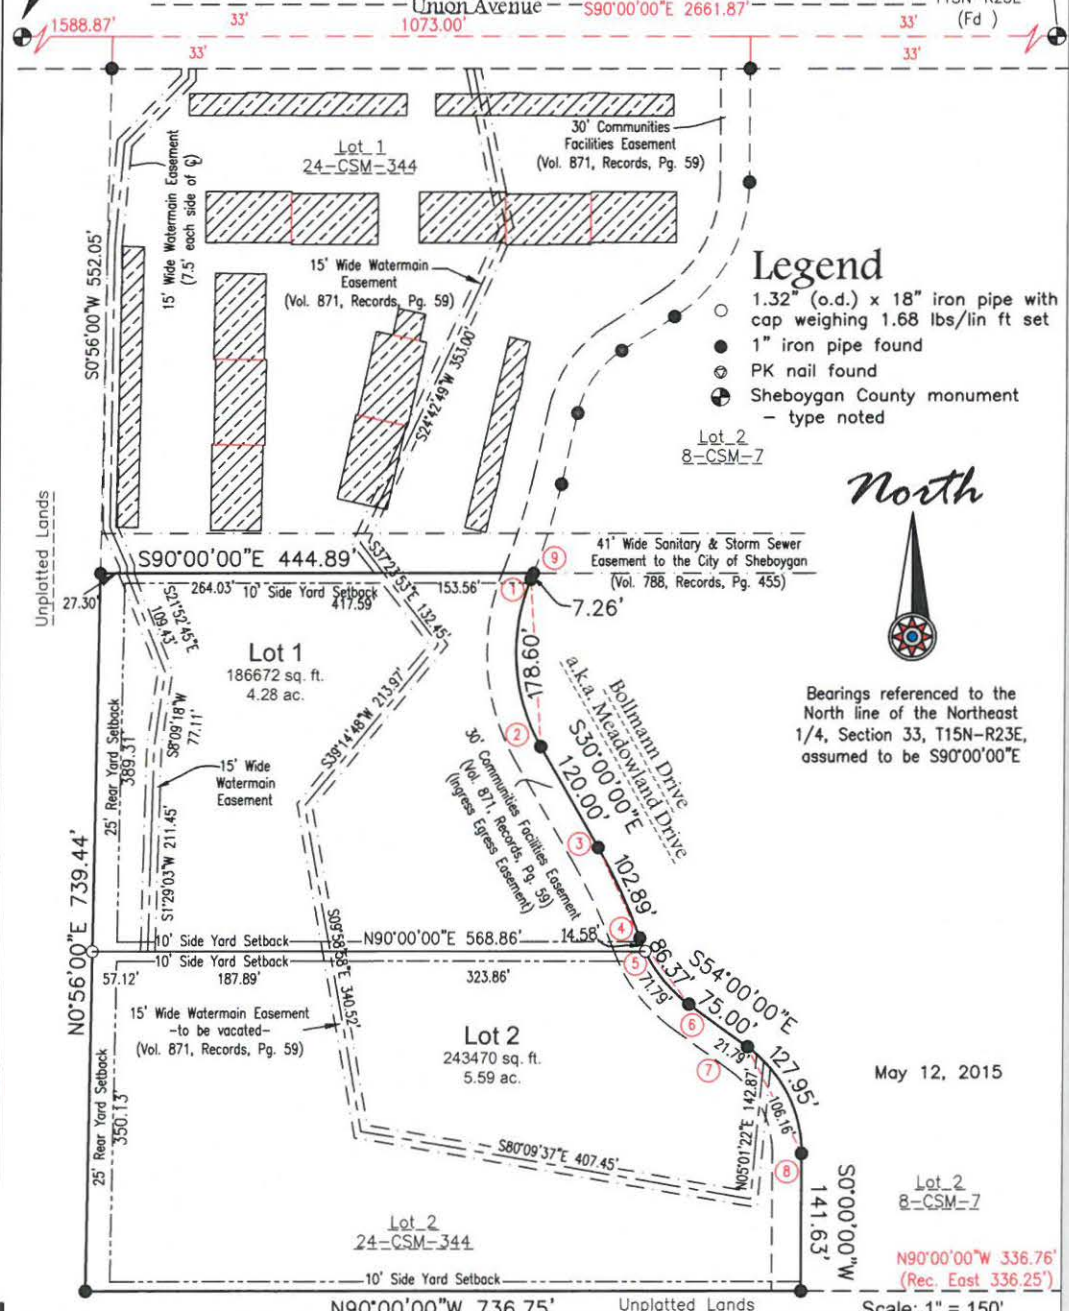 Union Avenue
S90°00'00"E 2661.87'
T15N-R23E
(Fd )
1588.87'
33'
1073.00'
33'
33'
33'
30' Communities
Facilities Easement
(Vol. 871, Records, Pg. 59)
Lot 1
24-CSM-344
15' Wide Watermain Easement
(7.5' each side of ℄)
S0°56'00"W 552.05'
15' Wide Watermain
Easement
(Vol. 871, Records, Pg. 59)
S24°42'49"W 353.00'
Legend
1.32" (o.d.) x 18" iron pipe with
cap weighing 1.68 lbs/lin ft set
1" iron pipe found
PK nail found
Sheboygan County monument
- type noted
Lot 2
8-CSM-7
North
Unplatted Lands
S90°00'00"E 444.89'
41' Wide Sanitary & Storm Sewer
Easement to the City of Sheboygan
(Vol. 788, Records, Pg. 455)
9
1
7.26'
27.30'
264.03'
10' Side Yard Setback
153.56'
417.59'
S37°23'53"E 132.45'
S21°52'45"E
109.43'
Lot 1
186672 sq. ft.
4.28 ac.
178.60'
Bollmann Drive
a.k.a. Meadowland Drive
Bearings referenced to the
North line of the Northeast
1/4, Section 33, T15N-R23E,
assumed to be S90°00'00"E
S8°09'18"W
77.11'
S39°14'48"W 213.97'
25' Rear Yard Setback
389.31'
15' Wide
Watermain
Easement
2
S30°00'00"E
120.00'
30' Communities Facilities Easement
(Vol. 871, Records, Pg. 59)
(Ingress Egress Easement)
3
102.89'
S1°29'03"W 211.45'
N0°56'00"E 739.44'
4
10' Side Yard Setback
N90°00'00"E 568.86'
14.58'
10' Side Yard Setback
5
86.37'
S54°00'00"E
75.00'
57.12'
187.89'
323.86'
71.79'
S09°58'58"E 340.52'
15' Wide Watermain Easement
-to be vacated-
(Vol. 871, Records, Pg. 59)
Lot 2
243470 sq. ft.
5.59 ac.
6
7
21.79'
127.95'
106.16'
N05°01'22"E 142.87'
May 12, 2015
25' Rear Yard Setback
350.13'
S80°09'37"E 407.45'
8
S0°00'00"W
141.63'
Lot 2
8-CSM-7
Lot 2
24-CSM-344
N90°00'00"W 336.76'
(Rec. East 336.25')
10' Side Yard Setback
N90°00'00"W 736.75'
Unplatted Lands
Scale: 1" = 150'